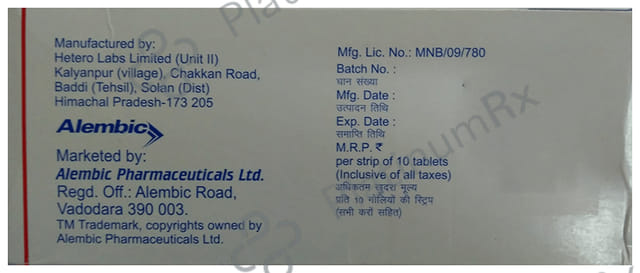 Manufactured by:
Hetero Labs Limited (Unit II)
Kalyanpur (village), Chakkan Road,
Baddi (Tehsil), Solan (Dist)
Himachal Pradesh-173 205
Alembic
Marketed by:
Alembic Pharmaceuticals Ltd.
Regd. Off.: Alembic Road,
Vadodara 390 003.
TM Trademark, copyrights owned by
Alembic Pharmaceuticals Ltd.
Mfg. Lic. No.: MNB/09/780
Batch No. :
घान संख्या
Mfg. Date :
उत्पादन तिथि
Exp. Date :
समाप्ति तिथि
M.R.P. ₹
per strip of 10 tablets
(Inclusive of all taxes)
अधिकतम खुदरा मूल्य
प्रति 10 गोलियों की स्ट्रिप
(सभी करों सहित)
PlatinumRx